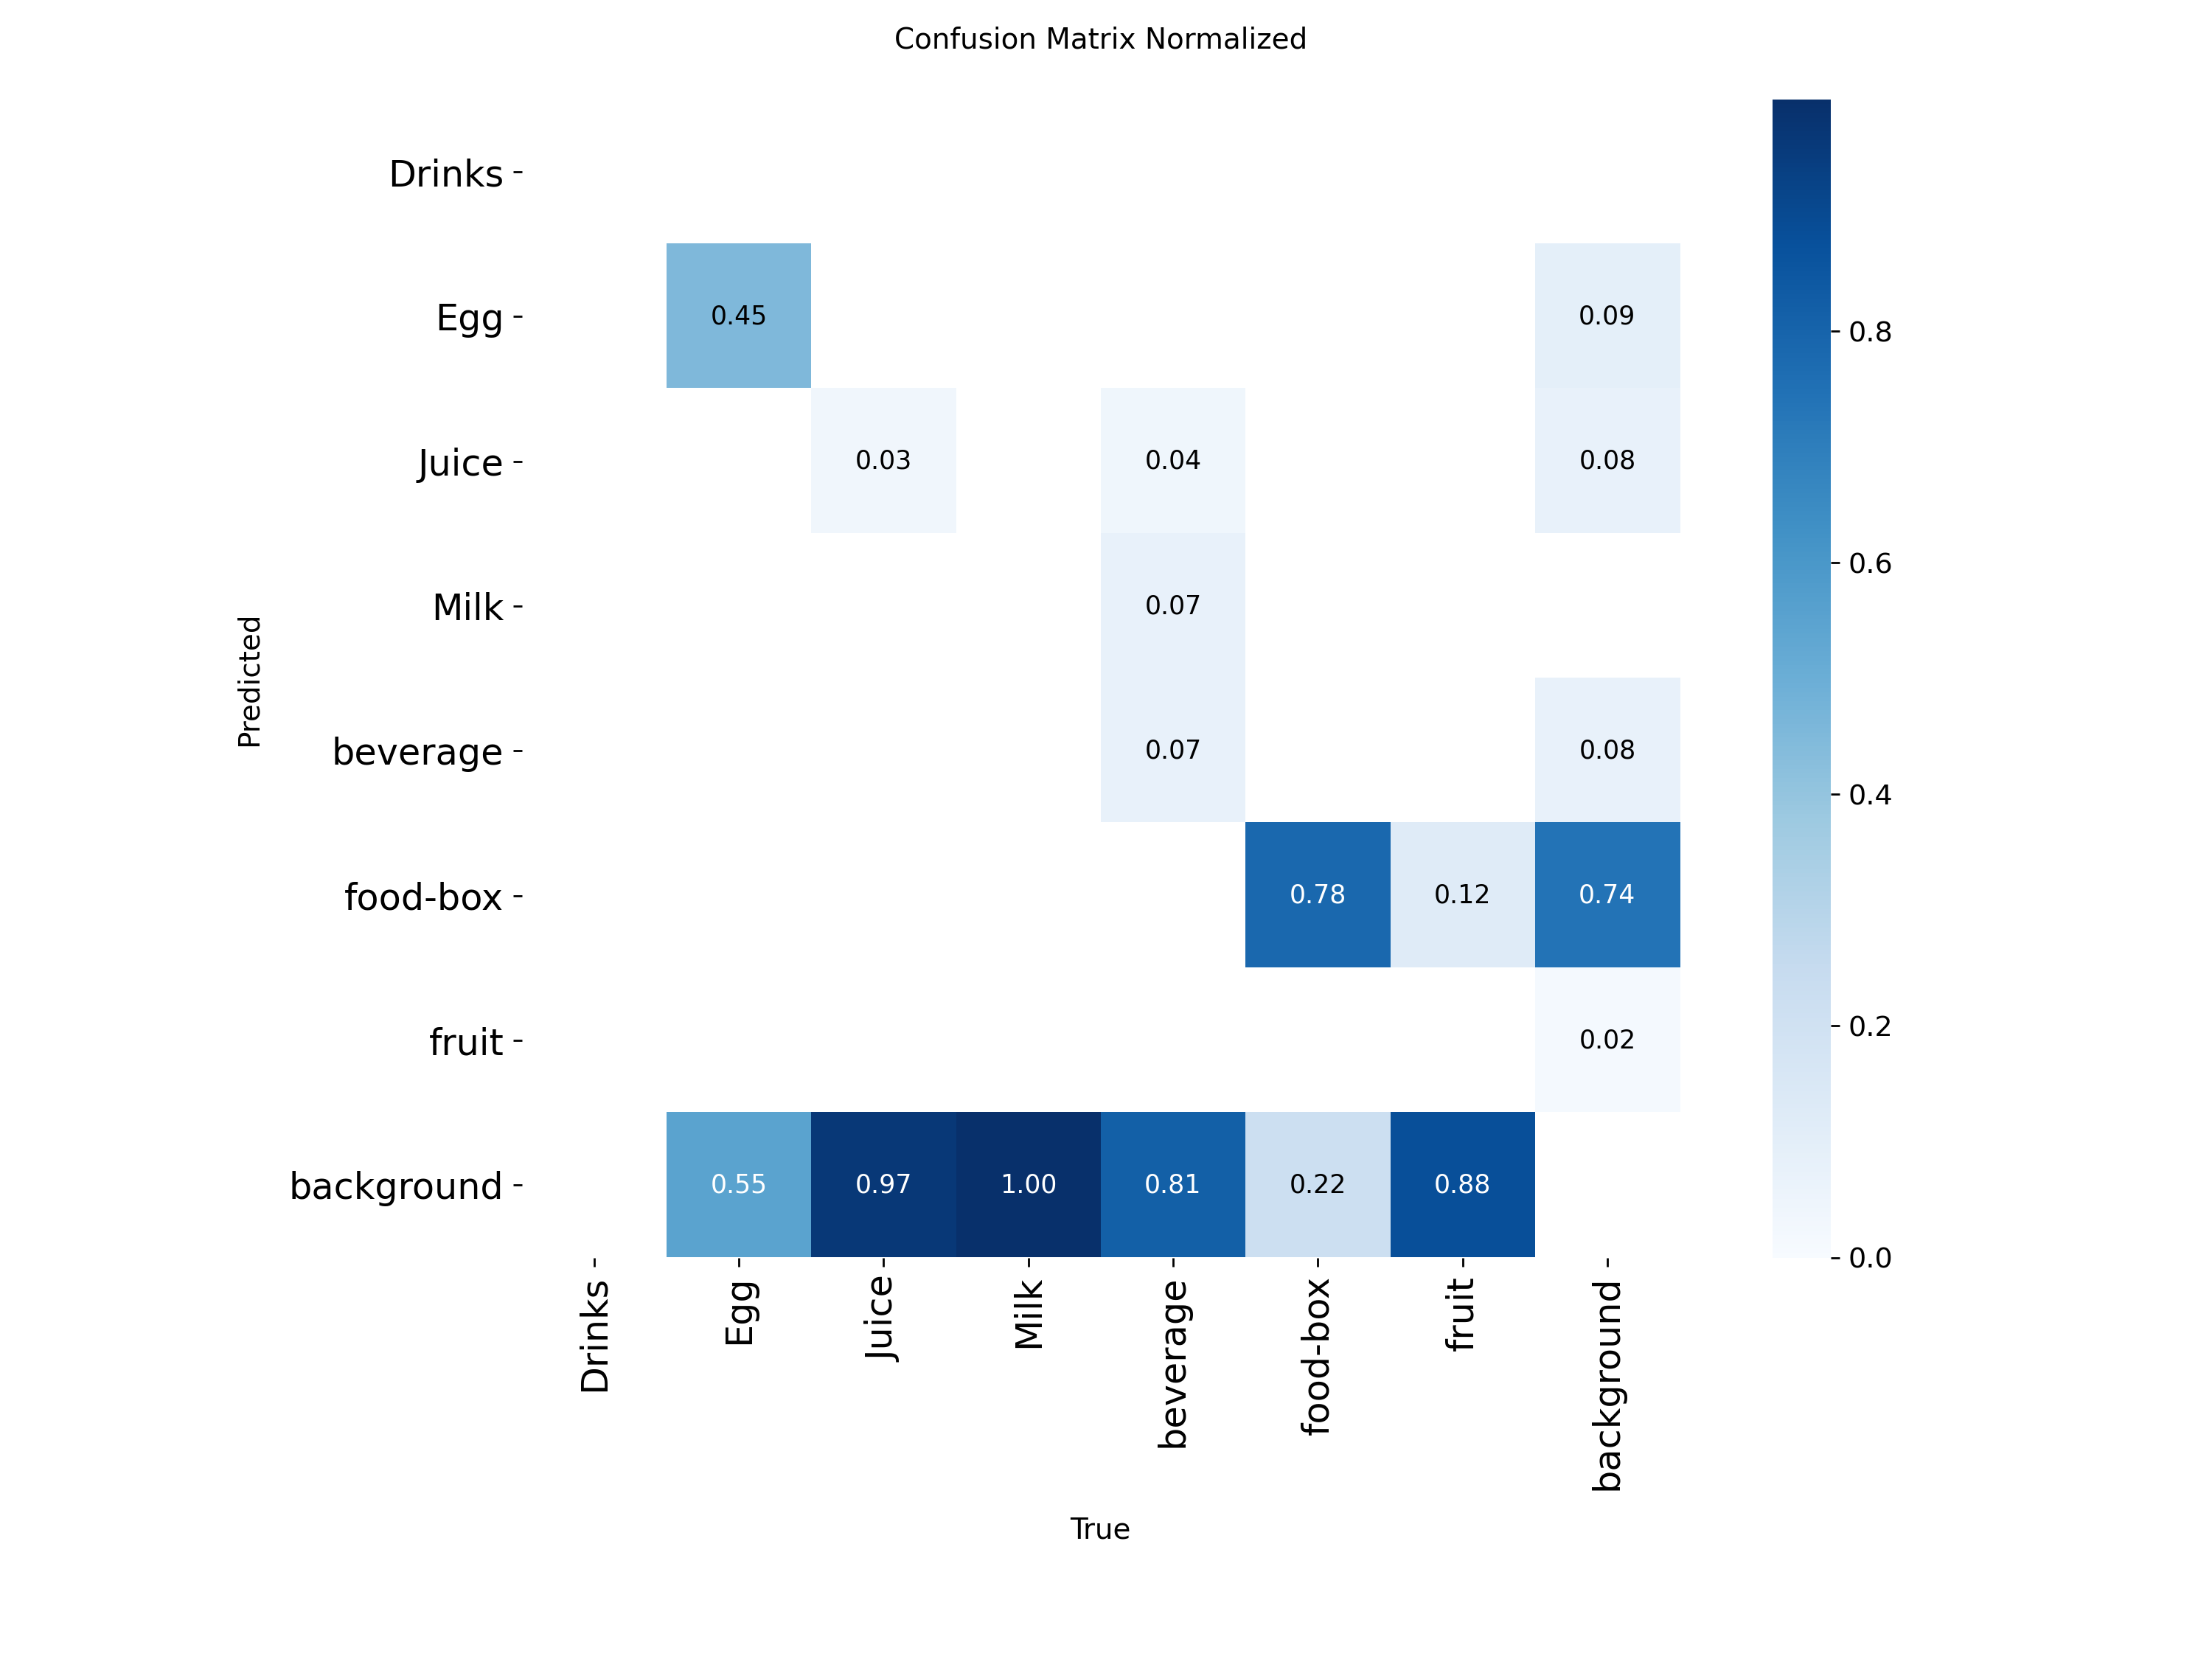 Confusion Matrix Normalized
Predicted
Drinks
Egg 0.45 0.09
Juice 0.03 0.04 0.08
Milk 0.07
beverage 0.07 0.08
food-box 0.78 0.12 0.74
fruit 0.02
background 0.55 0.97 1.00 0.81 0.22 0.88
Drinks Egg Juice Milk beverage food-box fruit background
True
0.8
0.6
0.4
0.2
0.0